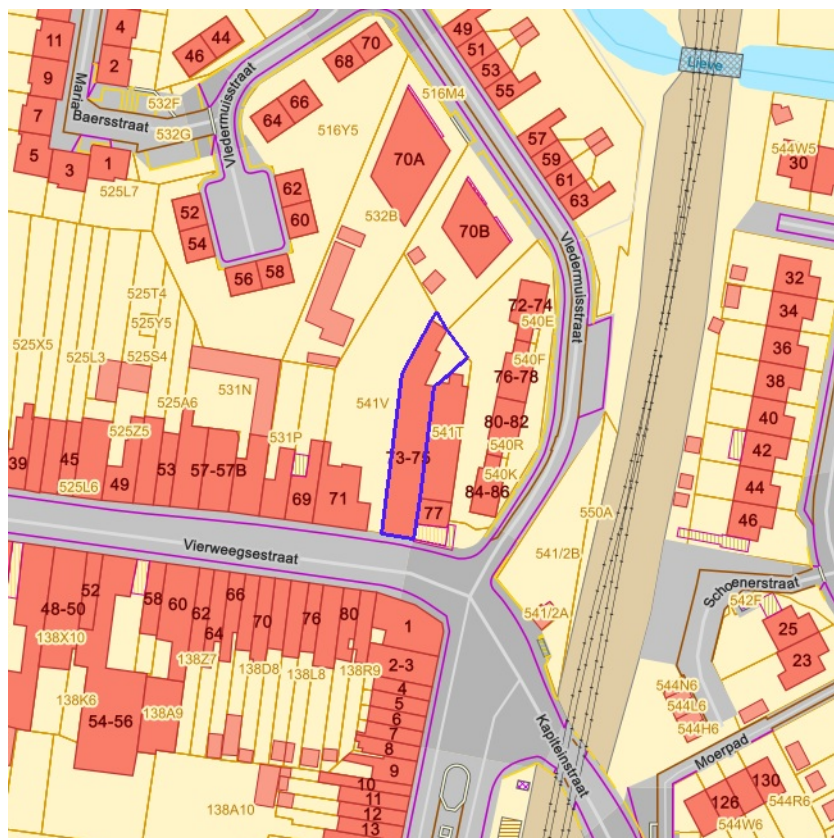 11
9
7
5
3
1
4
2
46
44
68
70
64
66
Maria
Baersstraat
532F
532G
525L7
Vledermuisstraat
52
54
62
60
56
58
516Y5
516M4
49
51
53
55
57
59
61
63
70A
70B
532B
Lieve
544W5
30
Vledermuisstraat
72-74
540E
540F
76-78
80-82
540R
540K
84-86
32
34
36
38
40
42
44
46
525T4
525Y5
525S4
525L3
525X5
525A6
525Z5
531N
531P
541V
541T
73-75
77
39
45
525L6
49
53
57-57B
69
71
Vierweegsestraat
550A
541/2B
541/2A
Schoenerstraat
542F
25
23
544N6
544L6
544H6
Moerpad
126
130
544R6
544W6
Kapiteinstraat
48-50
52
138X10
138K6
54-56
138A9
58
60
62
64
66
70
76
80
138Z7
138D8
138L8
138R9
138A10
1
2-3
4
5
6
7
8
9
10
11
12
13